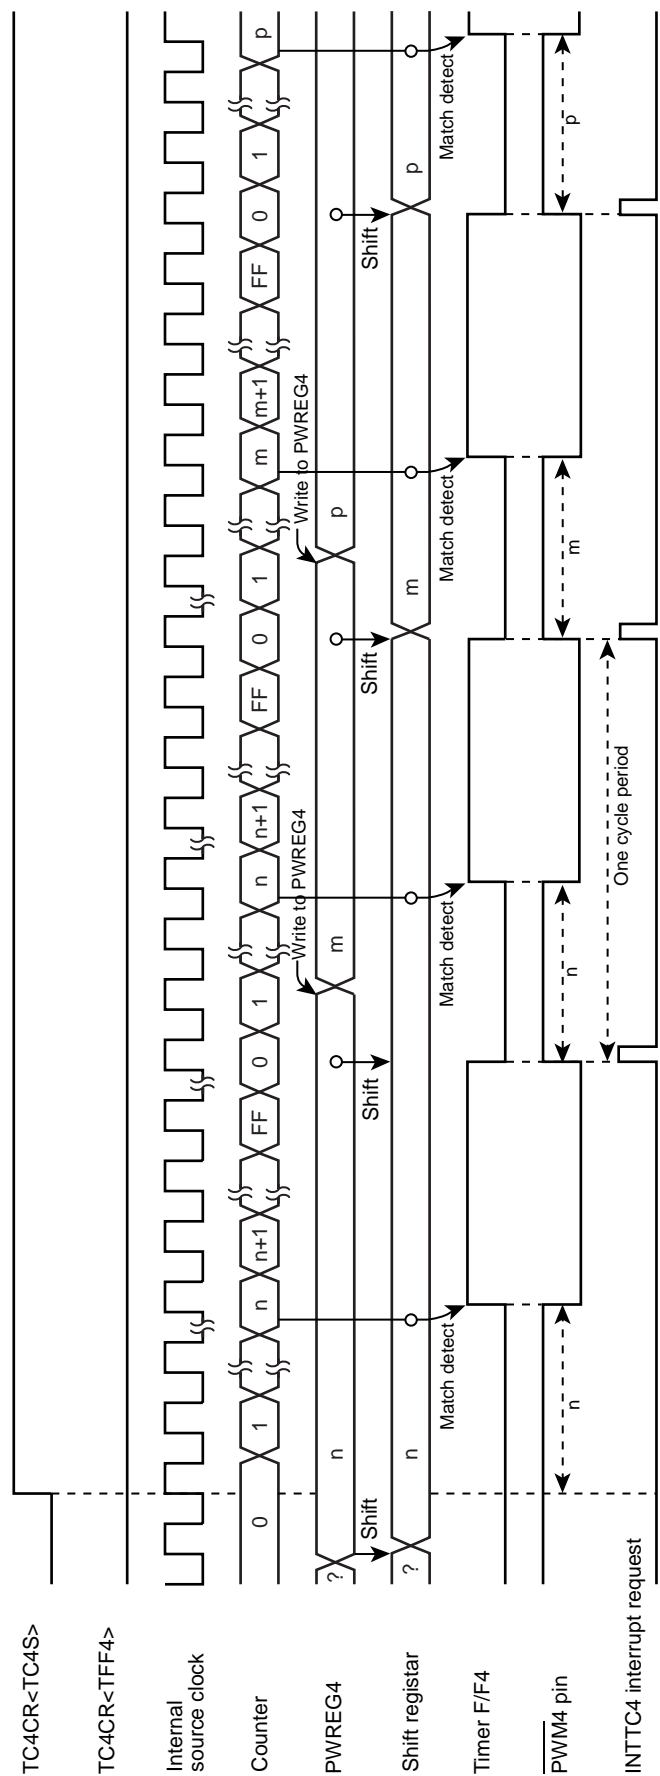 TC4CR<TC4S>
TC4CR<TFF4>
Internal
source clock
Counter
0
1
n
n+1
FF
0
1
n
n+1
FF
0
1
m
m+1
FF
0
1
p
Write to PWREG4
Write to PWREG4
PWREG4
?
n
m
p
Shift
Shift
Shift
Shift
Shift registar
?
n
m
p
Match detect
Match detect
Match detect
Match detect
Timer F/F4
PWM4 pin
n
n
m
p
One cycle period
INTTC4 interrupt request